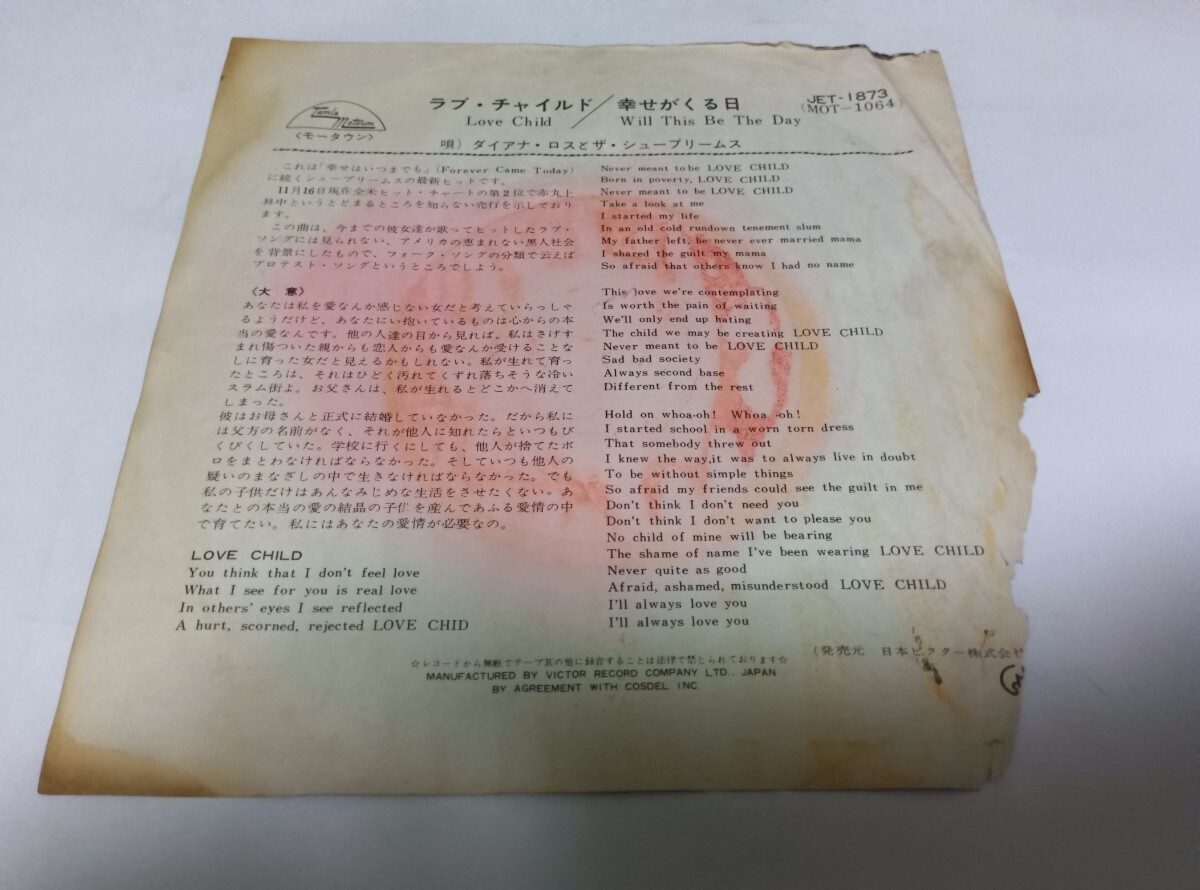 Tamla
Motown
〈モータウン〉
ラブ・チャイルド／幸せがくる日
Love Child / Will This Be The Day
JET-1873
(MOT-1064)
唄）ダイアナ・ロスとザ・シュープリームス
これは「幸せはいつまでも」(Forever Came Today)
に続くシュープリームスの最新ヒットです。
11月16日現在全米ヒット・チャートの第2位で赤丸上
昇中というとどまるところを知らない売行を示しており
ます。
この曲は、今までの彼女達が歌ってヒットしたラブ・
ソングには見られない、アメリカの恵まれない黒人社会
を背景にしたもので、フォーク・ソングの分類で云えば
プロテスト・ソングというところでしよう。
〈大意〉
あなたは私を愛なんか感じない女だと考えていらっしゃ
るようだけど、あなたにい抱いているものは心からの本
当の愛なんです。他の人達の目から見れば、私はさげす
まれ傷ついた親からも恋人からも愛なんか受けることな
しに育った女だと見えるかもしれない。私が生れて育っ
たところは、それはひどく汚れてくずれ落ちそうな冷い
スラム街よ。お父さんは、私が生れるとどこかへ消えて
しまった。
彼はお母さんと正式に結婚していなかった。だから私に
は父方の名前がなく、それが他人に知れたらといつもび
くびくしていた。学校に行くにしても、他人が捨てたボ
ロをまとわなければならなかった。そしていつも他人の
疑いのまなざしの中で生きなければならなかった。でも
私の子供だけはあんなみじめな生活をさせたくない。あ
なたとの本当の愛の結晶の子供を産んであふる愛情の中
で育てたい。私にはあなたの愛情が必要なの。
LOVE CHILD
You think that I don't feel love
What I see for you is real love
In others' eyes I see reflected
A hurt, scorned, rejected LOVE CHID
Never meant to be LOVE CHILD
Born in poverty, LOVE CHILD
Never meant to be LOVE CHILD
Take a look at me
I started my life
In an old cold rundown tenement slum
My father left, he never ever married mama
I shared the guilt my mama
So afraid that others know I had no name
This love we're contemplating
Is worth the pain of waiting
We'll only end up hating
The child we may be creating LOVE CHILD
Never meant to be LOVE CHILD
Sad bad society
Always second base
Different from the rest
Hold on whoa-oh! Whoa -oh!
I started school in a worn torn dress
That somebody threw out
I knew the way,it was to always live in doubt
To be without simple things
So afraid my friends could see the guilt in me
Don't think I don't need you
Don't think I don't want to please you
No child of mine will be bearing
The shame of name I've been wearing LOVE CHILD
Never quite as good
Afraid, ashamed, misunderstood LOVE CHILD
I'll always love you
I'll always love you
(発売元 日本ビクター株式会
☆レコードから無断でテープ其の他に録音することは法律で禁じられております☆
MANUFACTURED BY VICTOR RECORD COMPANY LTD., JAPAN
BY AGREEMENT WITH COSDEL INC.